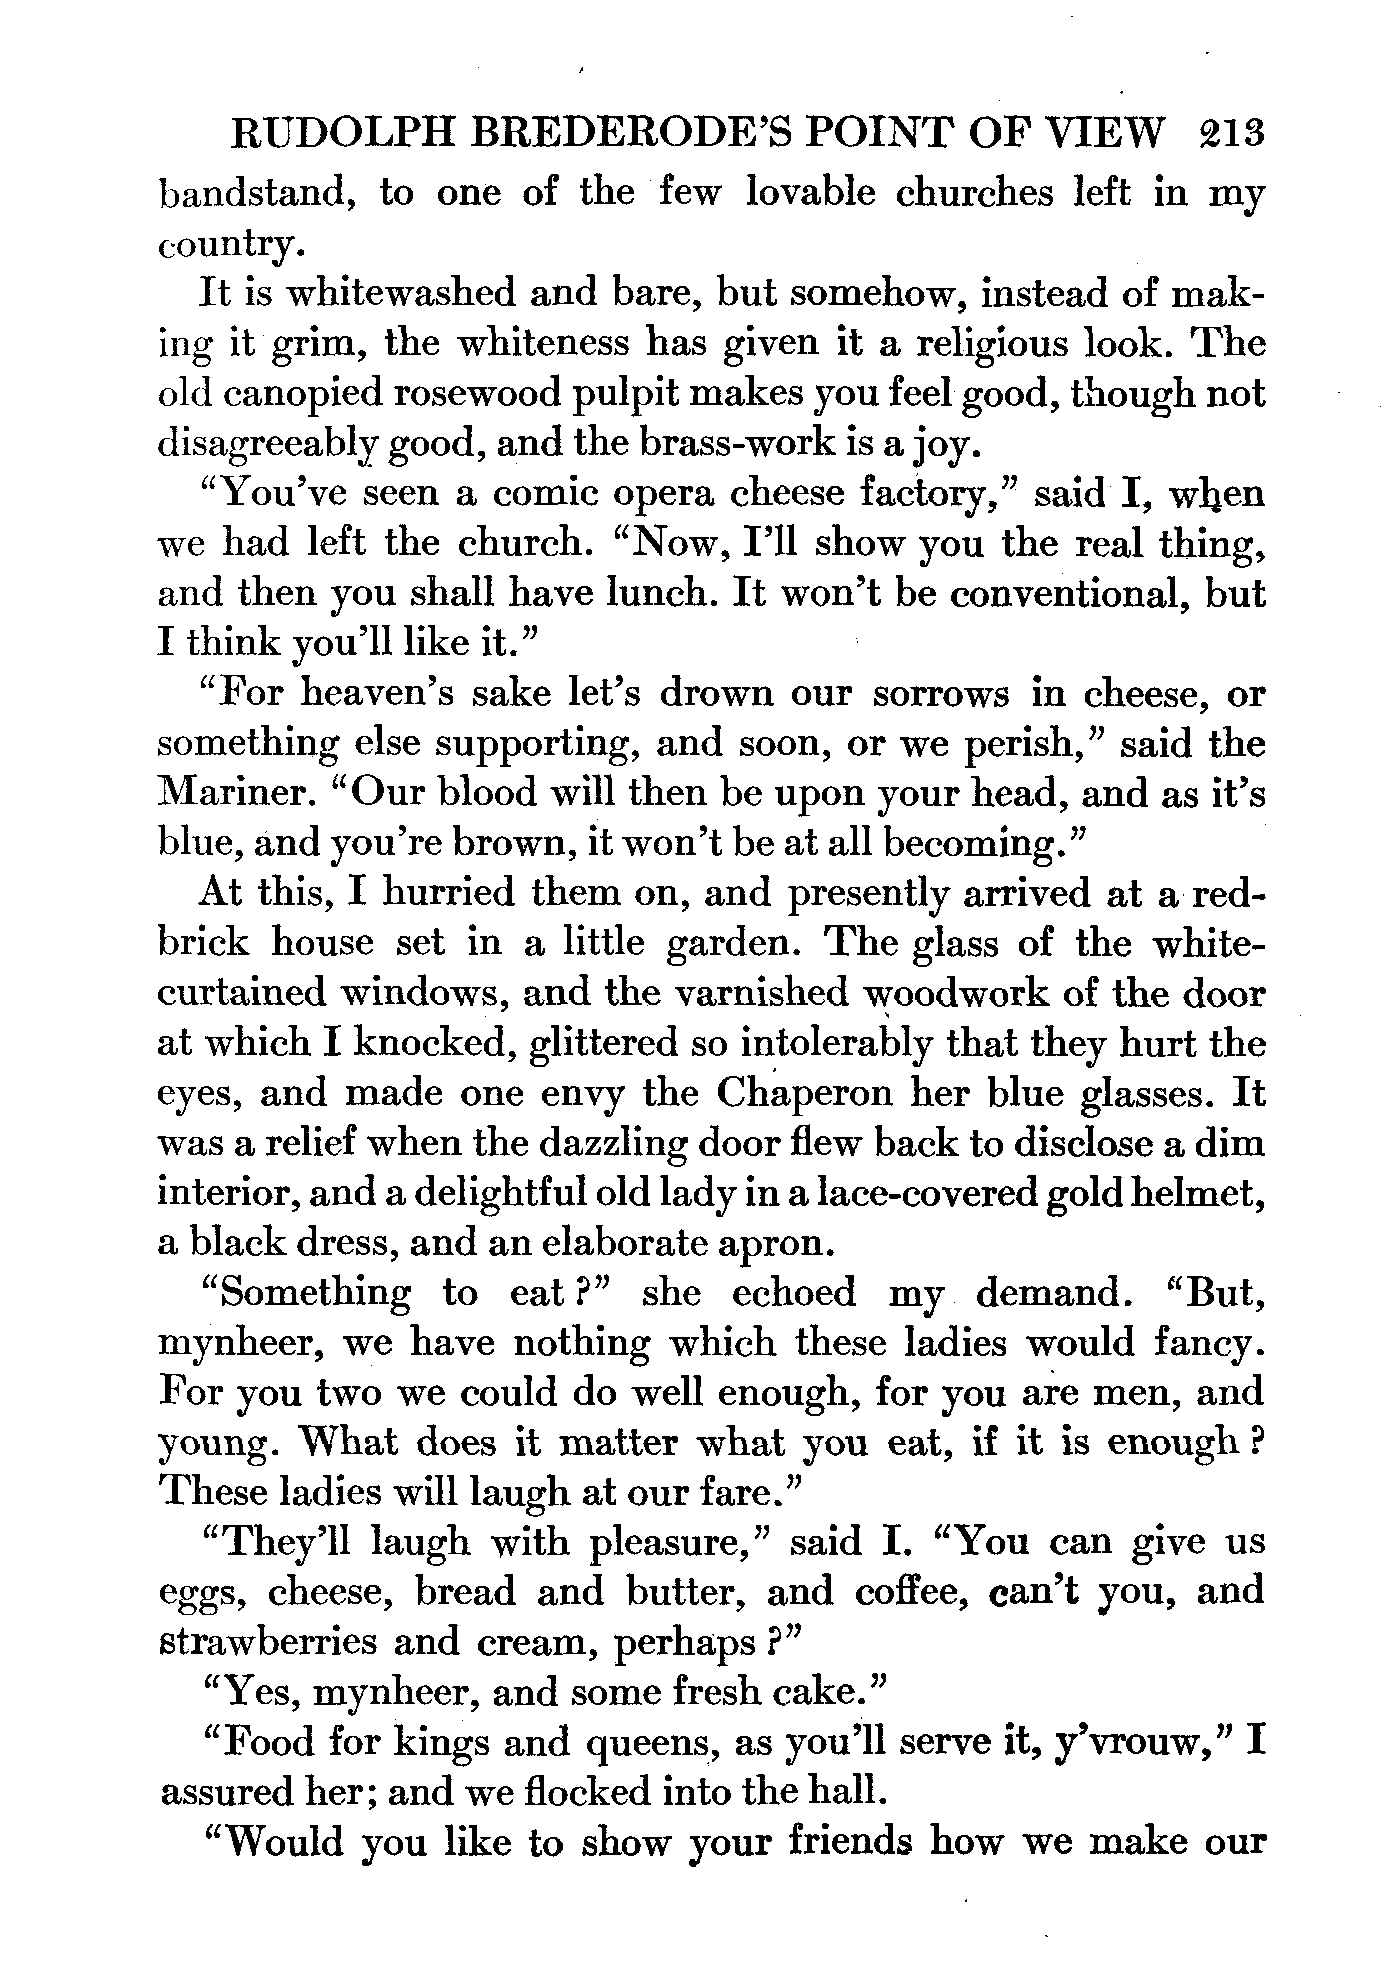 RUDOLPH BREDERODE'S POINT OF VIEW 213
bandstand, to one of the few lovable churches left in my
country.
It is whitewashed and bare, but somehow, instead of mak-
ing it grim, the whiteness has given it a religious look. The
old canopied rosewood pulpit makes you feel good, though not
disagreeably good, and the brass-work is a joy.
"You've seen a comic opera cheese factory," said I, when
we had left the church. "Now, I'll show you the real thing,
and then you shall have lunch. It won't be conventional, but
I think you'll like it."
"For heaven's sake let's drown our sorrows in cheese, or
something else supporting, and soon, or we perish," said the
Mariner. "Our blood will then be upon your head, and as it's
blue, and you're brown, it won't be at all becoming."
At this, I hurried them on, and presently arrived at a red-
brick house set in a little garden. The glass of the white-
curtained windows, and the varnished woodwork of the door
at which I knocked, glittered so intolerably that they hurt the
eyes, and made one envy the Chaperon her blue glasses. It
was a relief when the dazzling door flew back to disclose a dim
interior, and a delightful old lady in a lace-covered gold helmet,
a black dress, and an elaborate apron.
"Something to eat?" she echoed my demand. "But,
mynheer, we have nothing which these ladies would fancy.
For you two we could do well enough, for you are men, and
young. What does it matter what you eat, if it is enough?
These ladies will laugh at our fare."
"They'll laugh with pleasure," said I. "You can give us
eggs, cheese, bread and butter, and coffee, can't you, and
strawberries and cream, perhaps?"
"Yes, mynheer, and some fresh cake."
"Food for kings and queens, as you'll serve it, y'vrouw," I
assured her; and we flocked into the hall.
"Would you like to show your friends how we make our